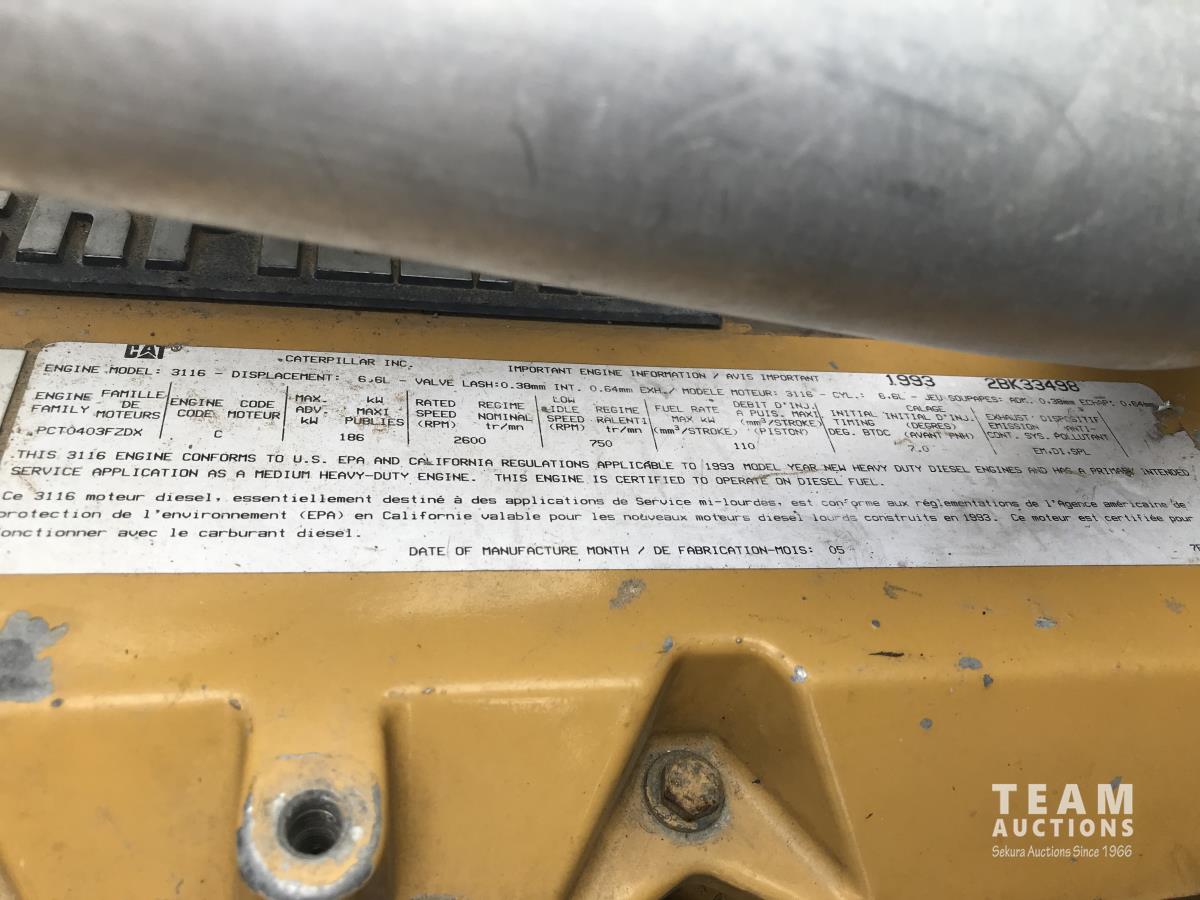 CAT®
CATERPILLAR INC. IMPORTANT ENGINE INFORMATION / AVIS IMPORTANT 1993 2BK33498
ENGINE MODEL: 3116 - DISPLACEMENT: 6.6L - VALVE LASH: 0.38mm INT. 0.64mm EXH. / MODELE MOTEUR: 3116 - CYL.: 6.6L - JEU SOUPAPES: ADM. 0.38mm ECHAP. 0.64mm
ENGINE FAMILLE ENGINE CODE MAX. kW RATED REGIME LOW IDLE REGIME FUEL RATE DEBIT D'INJ. INITIAL CALAGE INITIAL D'INJ. EXHAUST DISPOSITIF
FAMILY DE MOTEURS CODE MOTEUR ADV. MAXI SPEED NOMINAL SPEED RALENTI MAX KW A PUIS. MAXI TIMING (DEGRES) EMISSION ANTI-
kW PUBLIES (RPM) tr/mn (RPM) tr/mn (mm³/STROKE) (mm³/STROKE) (PISTON) DEG. BTDC (AVANT PMH) CONT. SYS. POLLUTANT
PCT0403FZDX C 186 2600 750 110 7.0 EM,DI,SPL
THIS 3116 ENGINE CONFORMS TO U.S. EPA AND CALIFORNIA REGULATIONS APPLICABLE TO 1993 MODEL YEAR NEW HEAVY DUTY DIESEL ENGINES AND HAS A PRIMARY INTENDED
SERVICE APPLICATION AS A MEDIUM HEAVY-DUTY ENGINE. THIS ENGINE IS CERTIFIED TO OPERATE ON DIESEL FUEL.
Ce 3116 moteur diesel, essentiellement destiné à des applications de Service mi-lourdes, est conforme aux réglementations de l'Agence américaine de
protection de l'environnement (EPA) en Californie valable pour les nouveaux moteurs diesel lourds construits en 1993. Ce moteur est certifiée pour
fonctionner avec le carburant diesel.
DATE OF MANUFACTURE MONTH / DE FABRICATION-MOIS: 05
TEAM
AUCTIONS
Sekura Auctions Since 1966